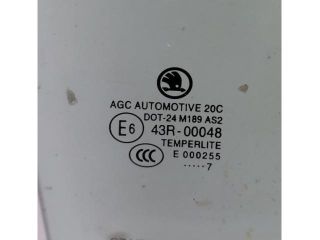 AGC AUTOMOTIVE 20C
DOT-24 M189 AS2
E6 43R-00048
TEMPERLITE
CCC E 000255
.....7